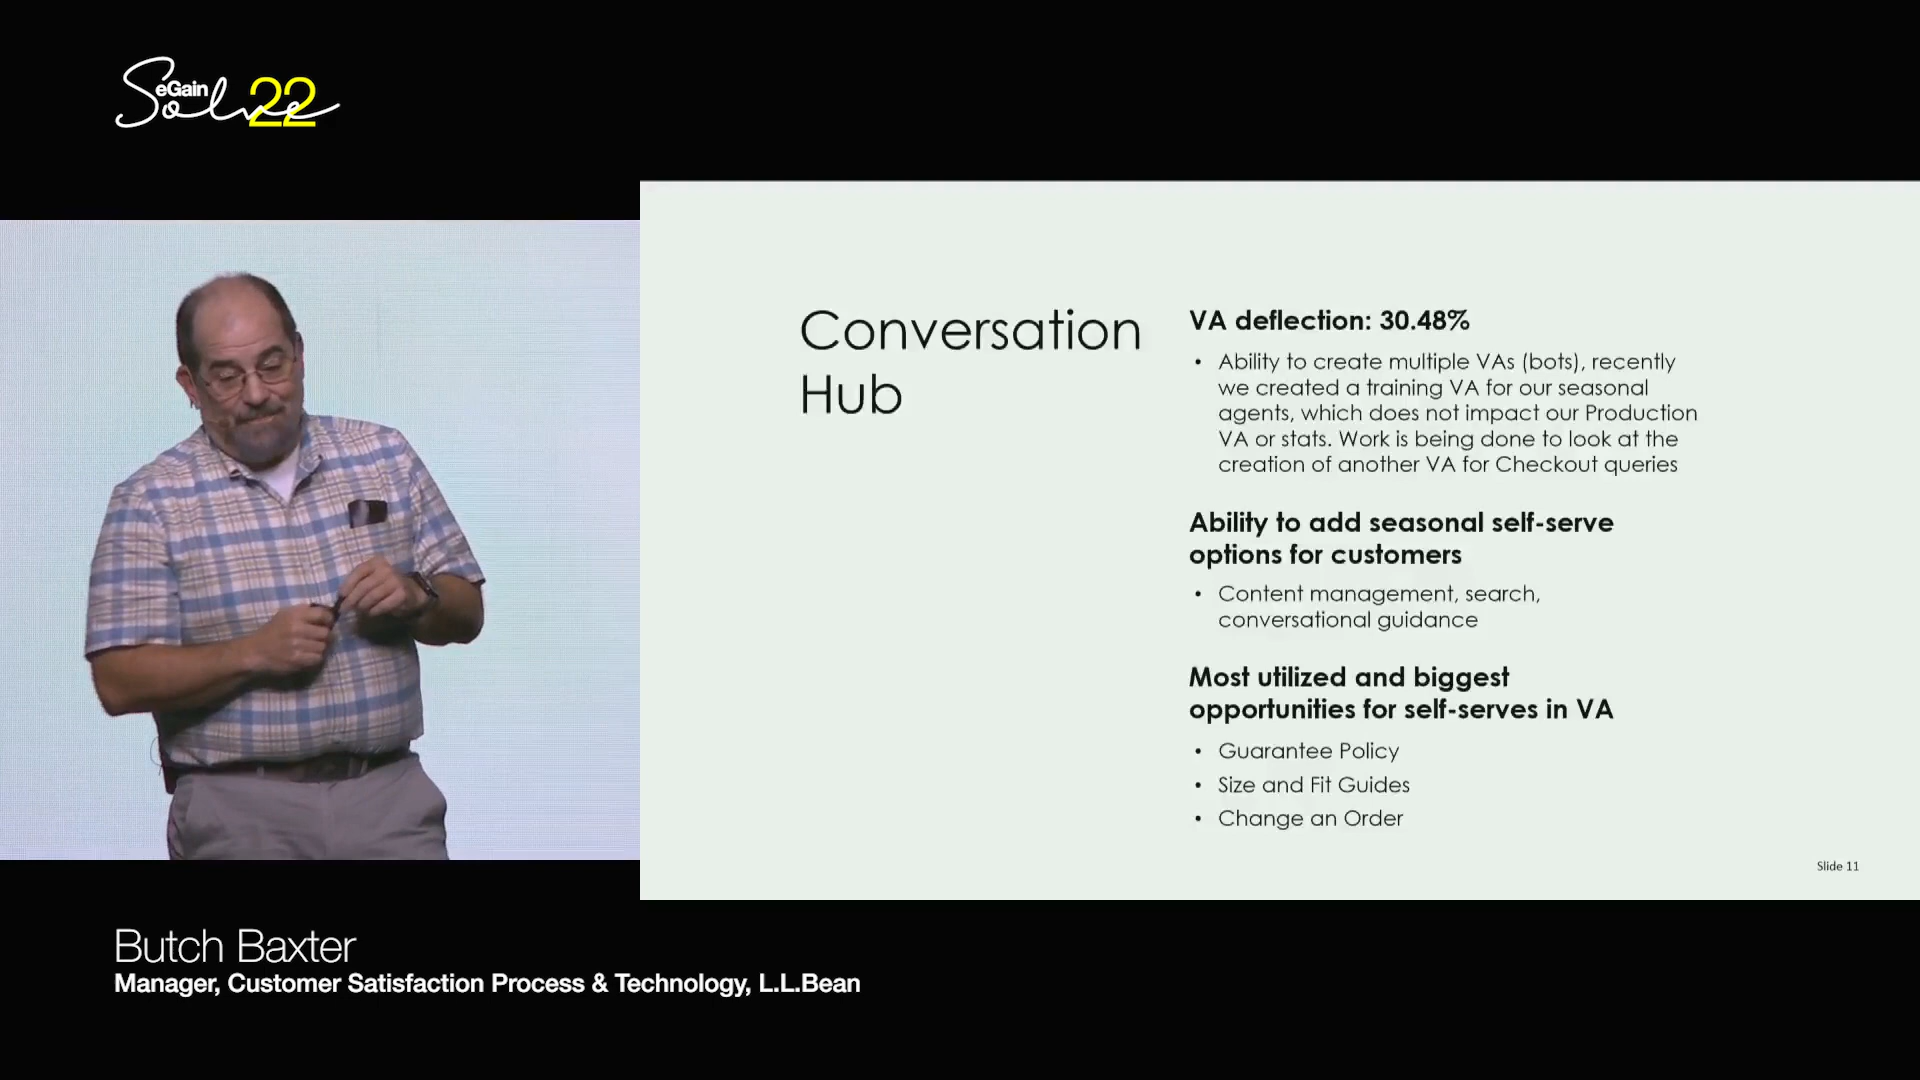 eGain
Solve 22
Conversation
Hub
VA deflection: 30.48%
• Ability to create multiple VAs (bots), recently
we created a training VA for our seasonal
agents, which does not impact our Production
VA or stats. Work is being done to look at the
creation of another VA for Checkout queries
Ability to add seasonal self-serve
options for customers
• Content management, search,
conversational guidance
Most utilized and biggest
opportunities for self-serves in VA
• Guarantee Policy
• Size and Fit Guides
• Change an Order
Slide 11
Butch Baxter
Manager, Customer Satisfaction Process & Technology, L.L.Bean